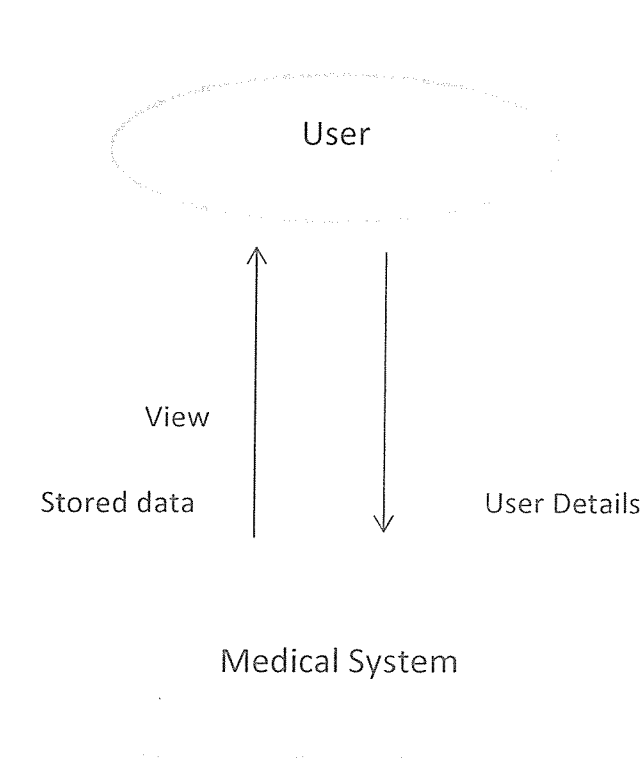 User
View
Stored data
User Details
Medical System